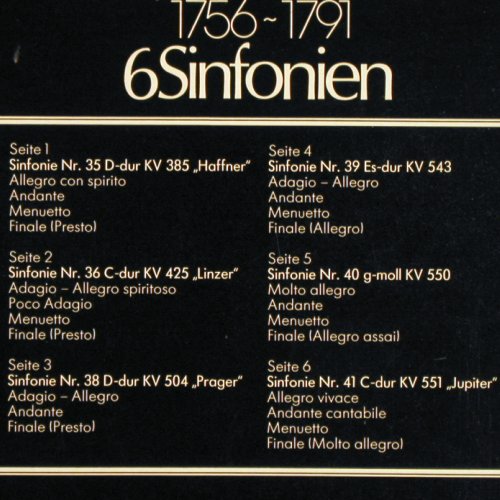 1756~1791
6 Sinfonien
Seite 1
Sinfonie Nr. 35 D-dur KV 385 „Haffner“
Allegro con spirito
Andante
Menuetto
Finale (Presto)
Seite 2
Sinfonie Nr. 36 C-dur KV 425 „Linzer“
Adagio – Allegro spiritoso
Poco Adagio
Menuetto
Finale (Presto)
Seite 3
Sinfonie Nr. 38 D-dur KV 504 „Prager“
Adagio – Allegro
Andante
Finale (Presto)
Seite 4
Sinfonie Nr. 39 Es-dur KV 543
Adagio – Allegro
Andante
Menuetto
Finale (Allegro)
Seite 5
Sinfonie Nr. 40 g-moll KV 550
Molto allegro
Andante
Menuetto
Finale (Allegro assai)
Seite 6
Sinfonie Nr. 41 C-dur KV 551 „Jupiter“
Allegro vivace
Andante cantabile
Menuetto
Finale (Molto allegro)